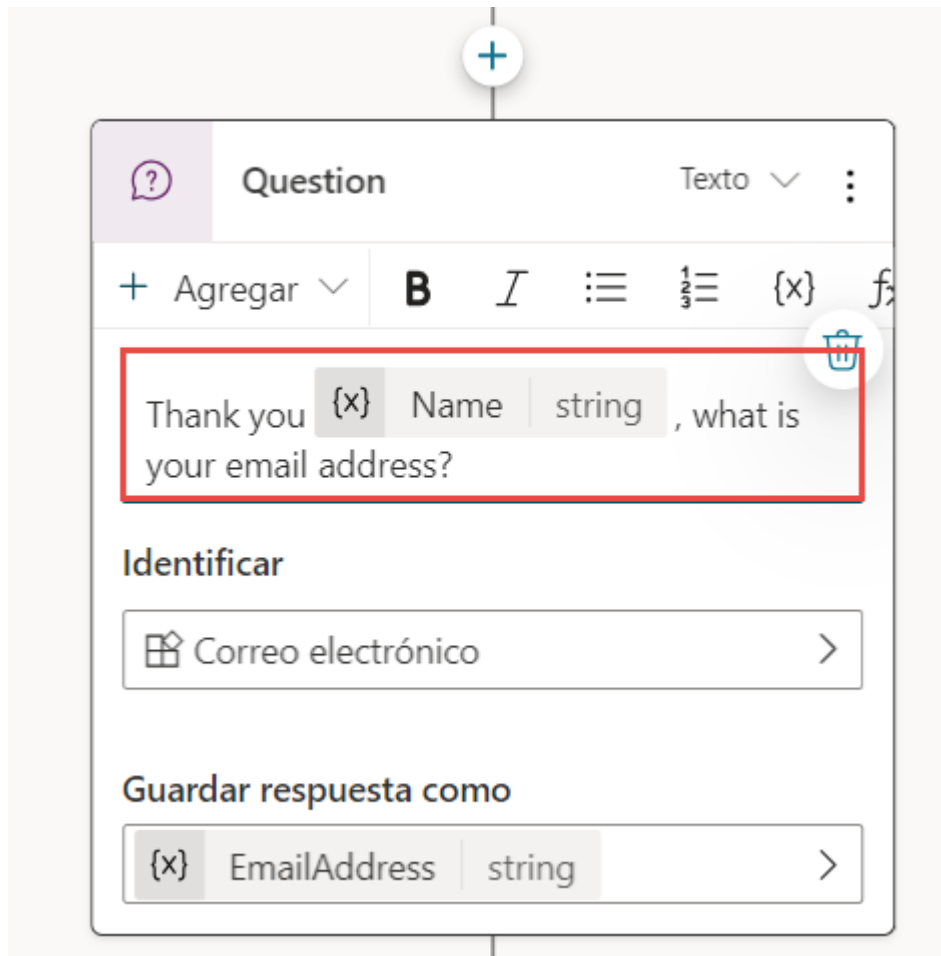 Question Texto
Agregar B I {x}
Thank you {x} Name string , what is
your email address?
Identificar
Correo electrónico
Guardar respuesta como
{x} EmailAddress string